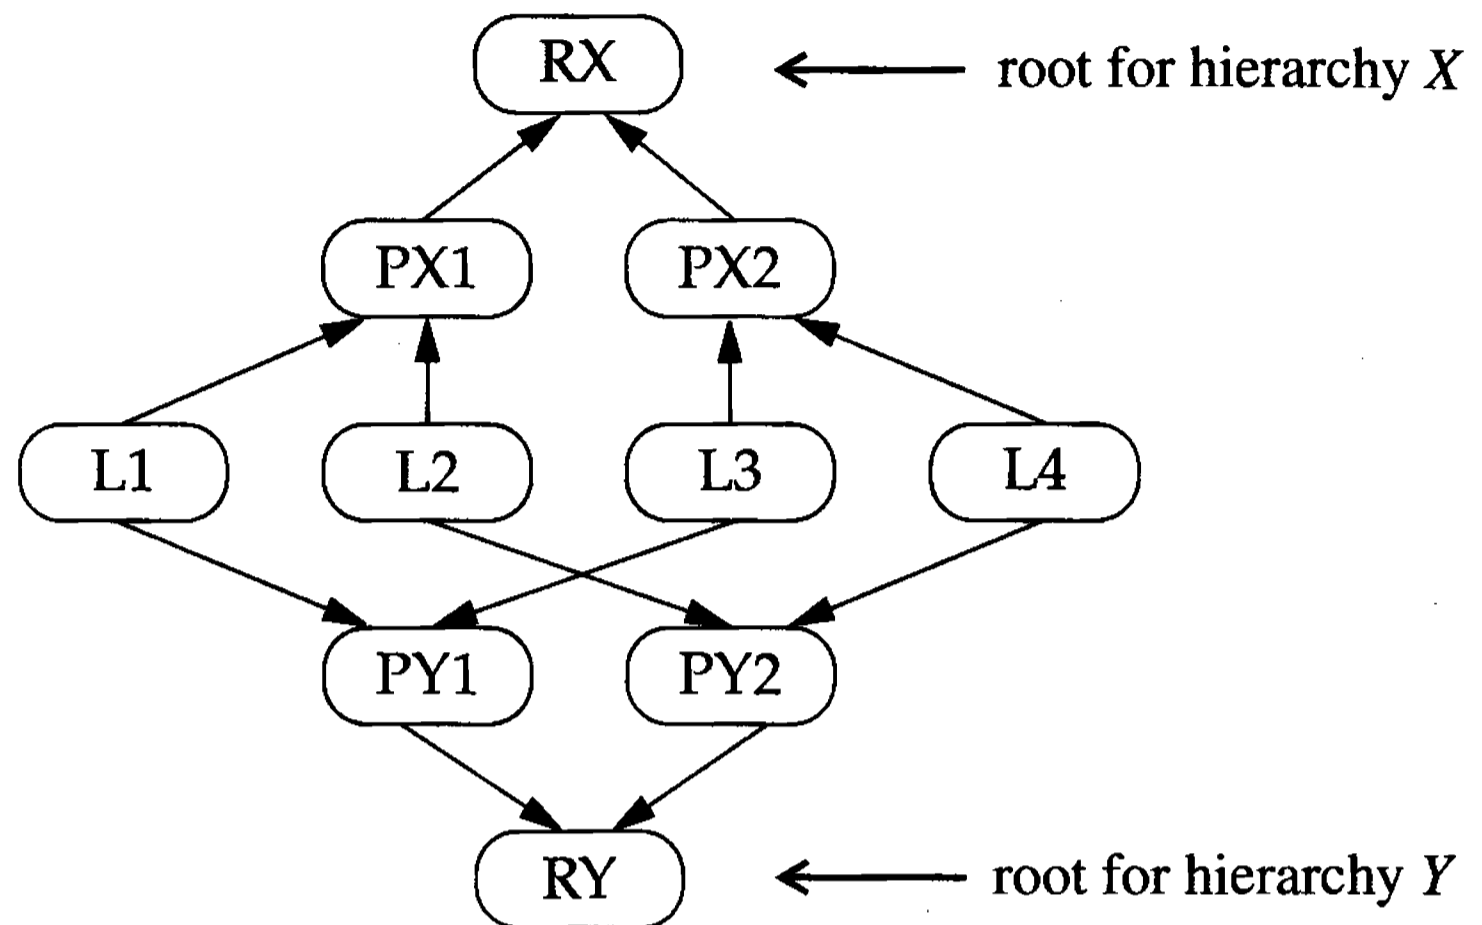 RX
root for hierarchy X
PX1
PX2
L1
L2
L3
L4
PY1
PY2
RY
root for hierarchy Y